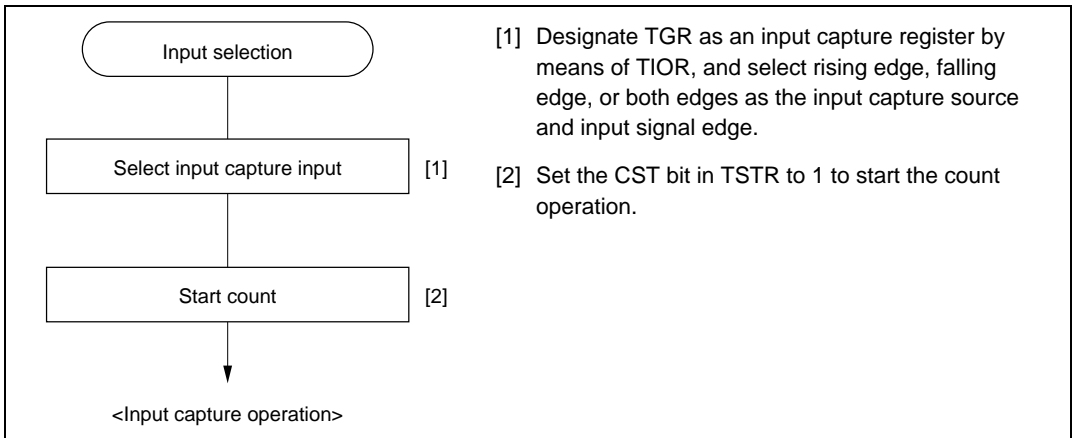 Input selection
Select input capture input
[1]
Start count
[2]
<Input capture operation>
[1] Designate TGR as an input capture register by
means of TIOR, and select rising edge, falling
edge, or both edges as the input capture source
and input signal edge.
[2] Set the CST bit in TSTR to 1 to start the count
operation.